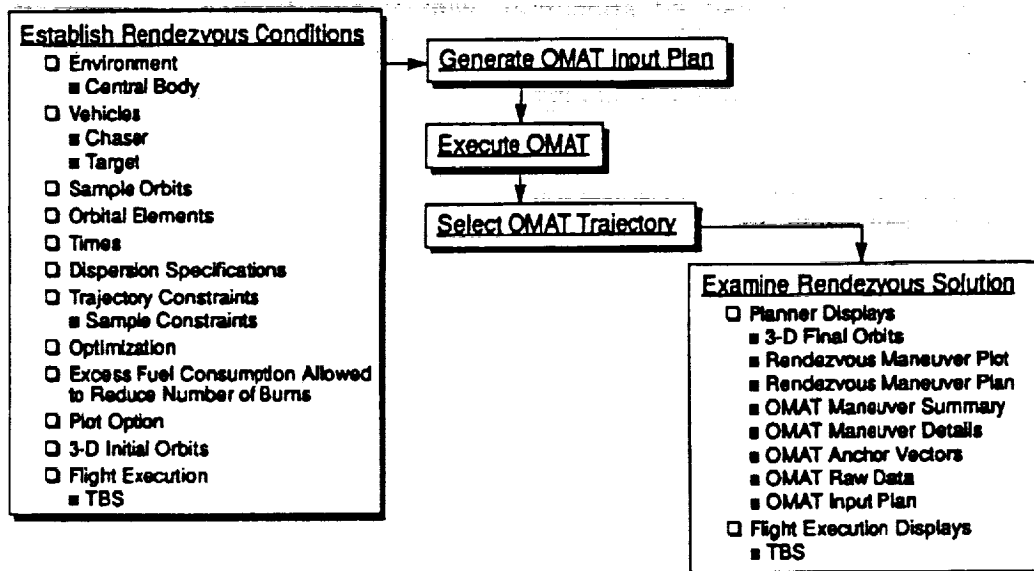 Establish Rendezvous Conditions
❑ Environment
■ Central Body
❑ Vehicles
■ Chaser
■ Target
❑ Sample Orbits
❑ Orbital Elements
❑ Times
❑ Dispersion Specifications
❑ Trajectory Constraints
■ Sample Constraints
❑ Optimization
❑ Excess Fuel Consumption Allowed
to Reduce Number of Burns
❑ Plot Option
❑ 3-D Initial Orbits
❑ Flight Execution
■ TBS
Generate OMAT Input Plan
Execute OMAT
Select OMAT Trajectory
Examine Rendezvous Solution
❑ Planner Displays
■ 3-D Final Orbits
■ Rendezvous Maneuver Plot
■ Rendezvous Maneuver Plan
■ OMAT Maneuver Summary
■ OMAT Maneuver Details
■ OMAT Anchor Vectors
■ OMAT Raw Data
■ OMAT Input Plan
❑ Flight Execution Displays
■ TBS